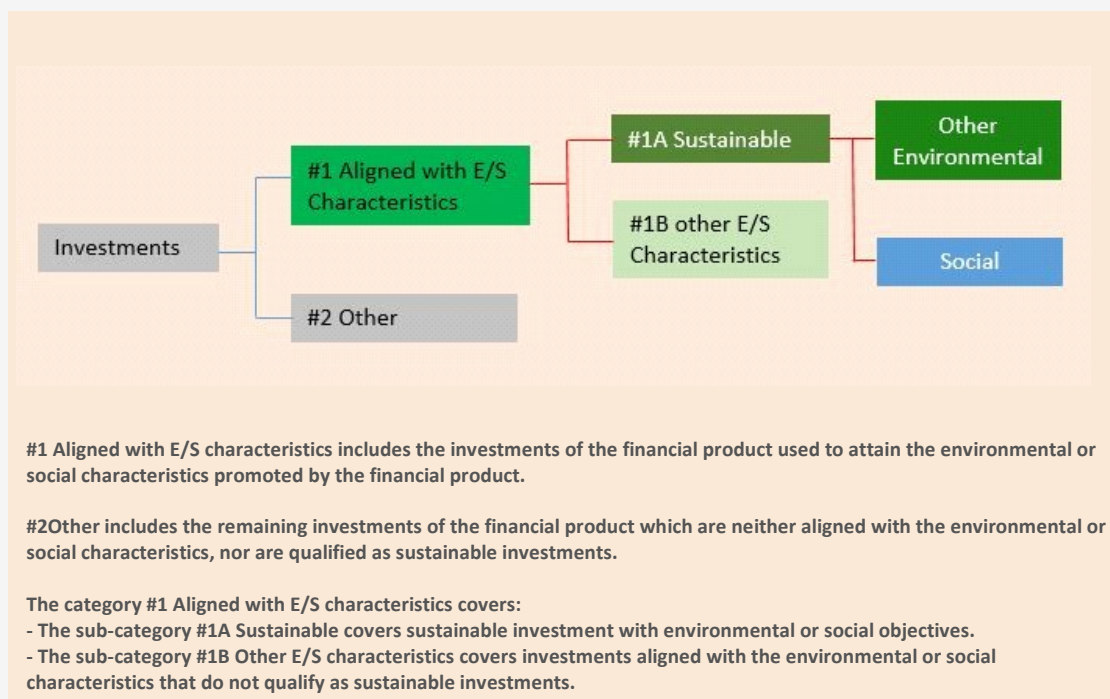 Investments
#1 Aligned with E/S
Characteristics
#2 Other
#1A Sustainable
#1B other E/S
Characteristics
Other
Environmental
Social
#1 Aligned with E/S characteristics includes the investments of the financial product used to attain the environmental or
social characteristics promoted by the financial product.
#2Other includes the remaining investments of the financial product which are neither aligned with the environmental or
social characteristics, nor are qualified as sustainable investments.
The category #1 Aligned with E/S characteristics covers:
- The sub-category #1A Sustainable covers sustainable investment with environmental or social objectives.
- The sub-category #1B Other E/S characteristics covers investments aligned with the environmental or social
characteristics that do not qualify as sustainable investments.